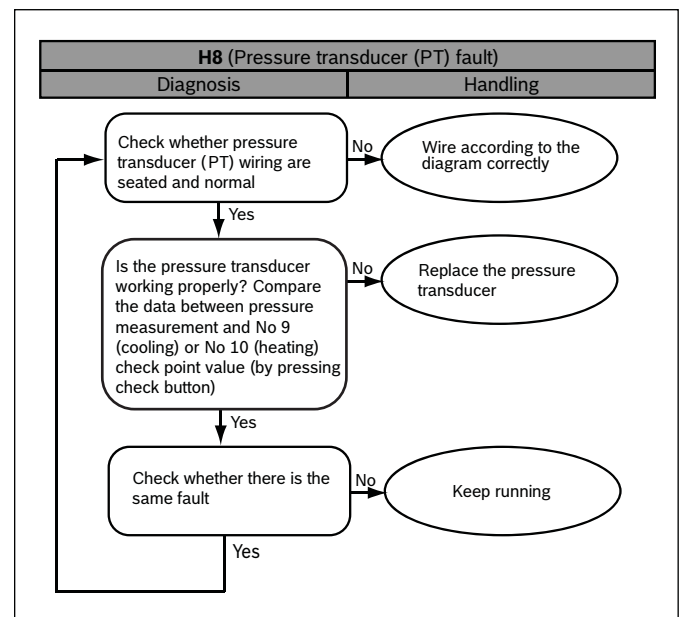 H8 (Pressure transducer (PT) fault)
Diagnosis
Handling
Check whether pressure
transducer (PT) wiring are
seated and normal
No
Wire according to the
diagram correctly
Yes
Is the pressure transducer
working properly? Compare
the data between pressure
measurement and No 9
(cooling) or No 10 (heating)
check point value (by pressing
check button)
No
Replace the pressure
transducer
Yes
Check whether there is the
same fault
No
Keep running
Yes